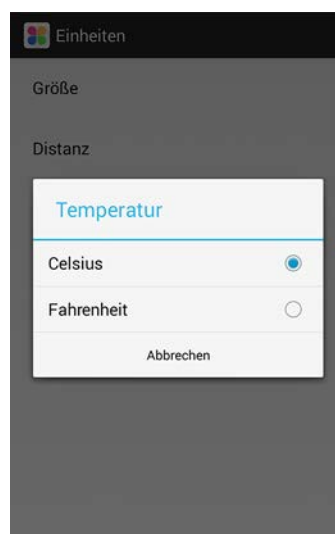 Einheiten
Größe
Distanz
Temperatur
Celsius
Fahrenheit
Abbrechen